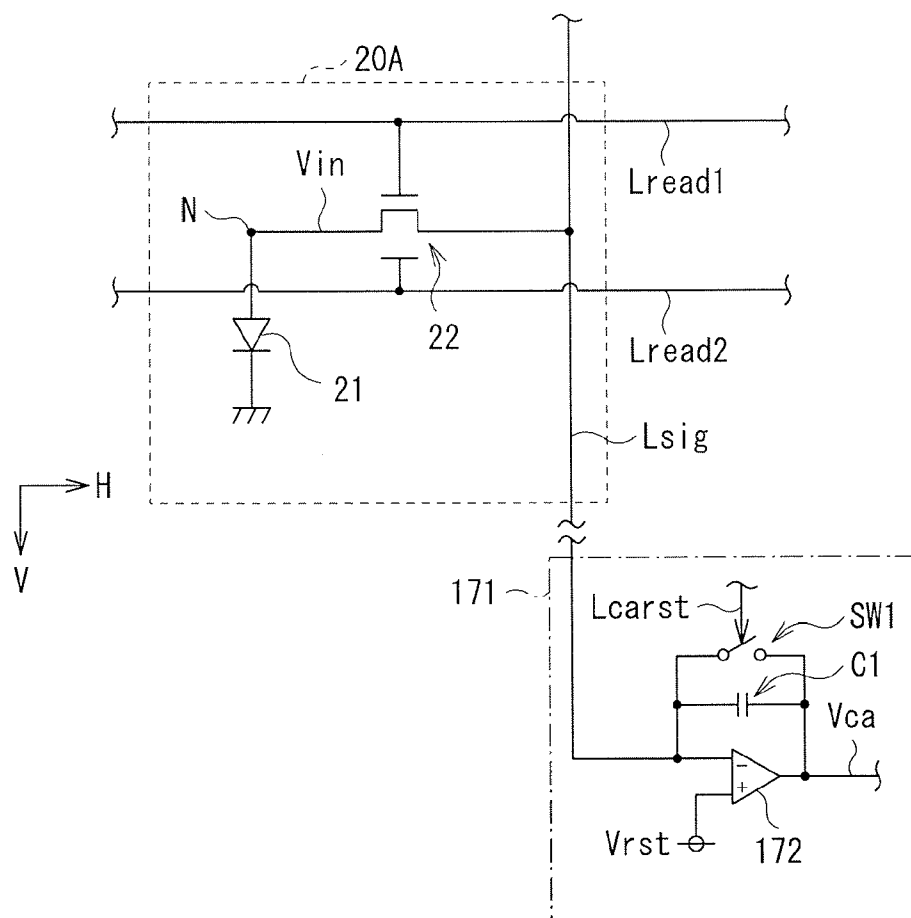 20A
Lread1
Vin
N
22
Lread2
21
Lsig
H
V
171
Lcarst
SW1
C1
Vca
−
+
Vrst
172